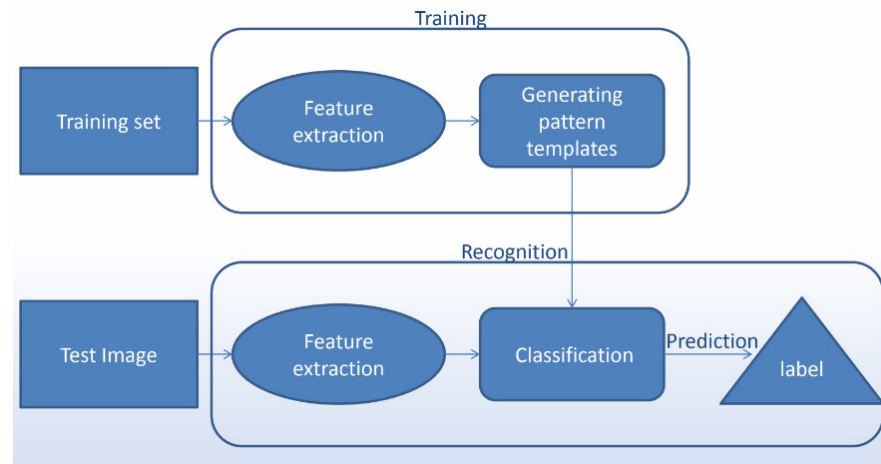 Training
Training set
Feature
extraction
Generating
pattern
templates
Recognition
Test Image
Feature
extraction
Classification
Prediction
label